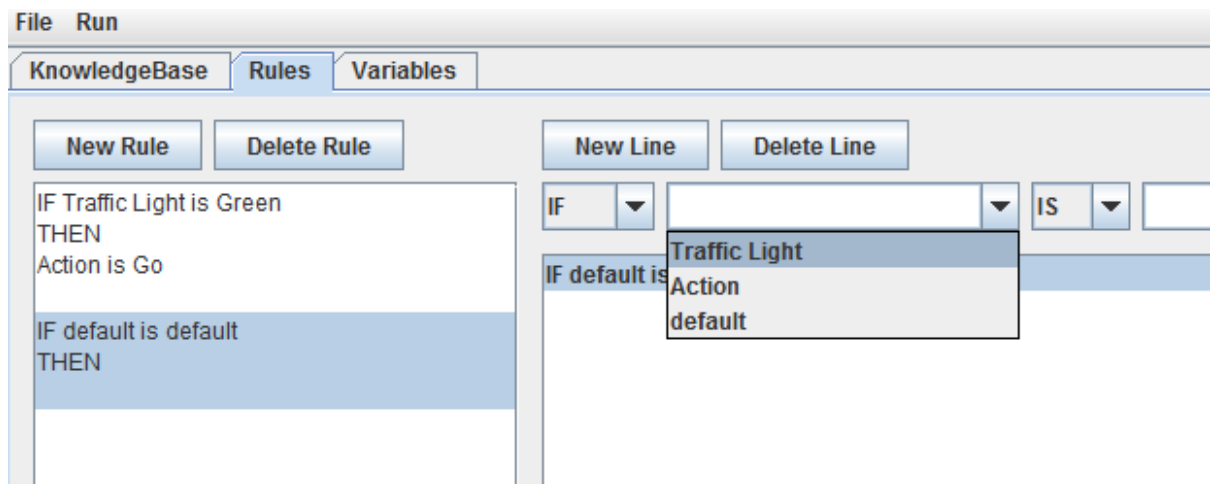 File Run
KnowledgeBase Rules Variables
New Rule Delete Rule New Line Delete Line
IF Traffic Light is Green
THEN
Action is Go
IF default is default
THEN
IF IS
Traffic Light
Action
default
IF default is